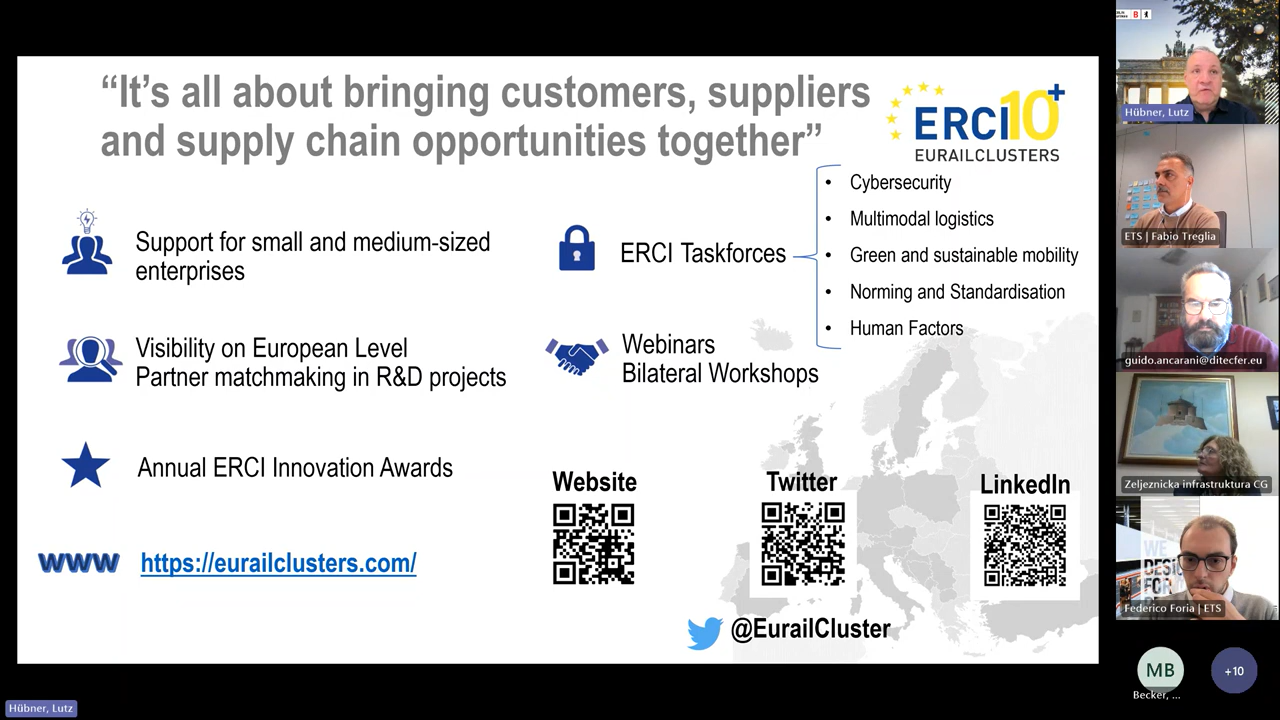 “It’s all about bringing customers, suppliers
and supply chain opportunities together”
ERCI 10+
EURAILCLUSTERS
Support for small and medium-sized
enterprises
Visibility on European Level
Partner matchmaking in R&D projects
Annual ERCI Innovation Awards
www
https://eurailclusters.com/
ERCI Taskforces
• Cybersecurity
• Multimodal logistics
• Green and sustainable mobility
• Norming and Standardisation
• Human Factors
Webinars
Bilateral Workshops
Website
Twitter
LinkedIn
@EurailCluster
Hübner, Lutz
ETS | Fabio Treglia
guido.ancarani@ditecfer.eu
Zeljeznicka infrastruktura CG
WE
FOR
Federico Foria | ETS
MB
Becker, ...
+10
Hübner, Lutz